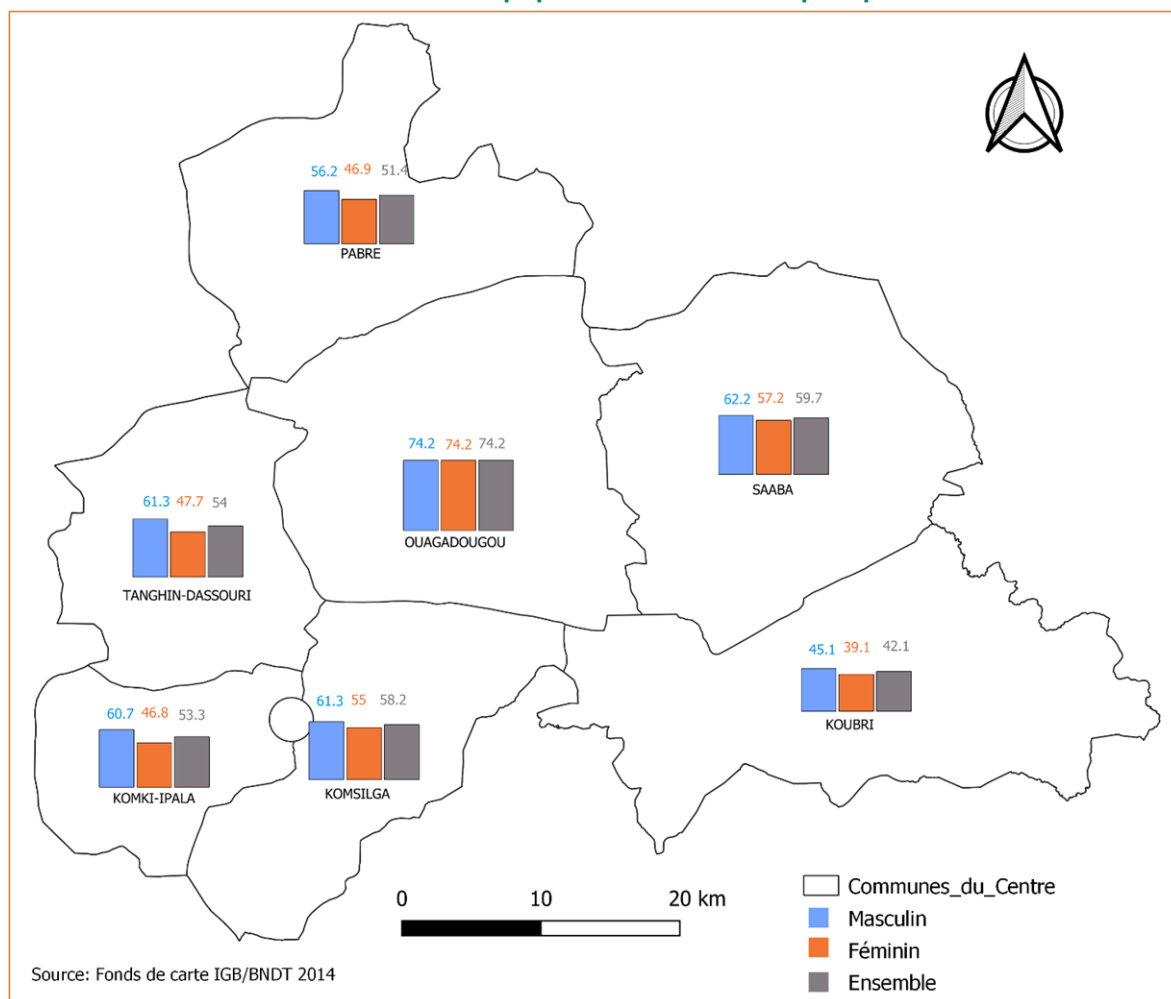 56.2 46.9 51.4
PABRE
62.2 57.2 59.7
SAABA
74.2 74.2 74.2
OUAGADOUGOU
61.3 47.7 54
TANGHIN-DASSOURI
45.1 39.1 42.1
KOUBRI
60.7 46.8 53.3
KOMKI-IPALA
61.3 55 58.2
KOMSILGA
0 10 20 km
Communes_du_Centre
Masculin
Féminin
Ensemble
Source: Fonds de carte IGB/BNDT 2014